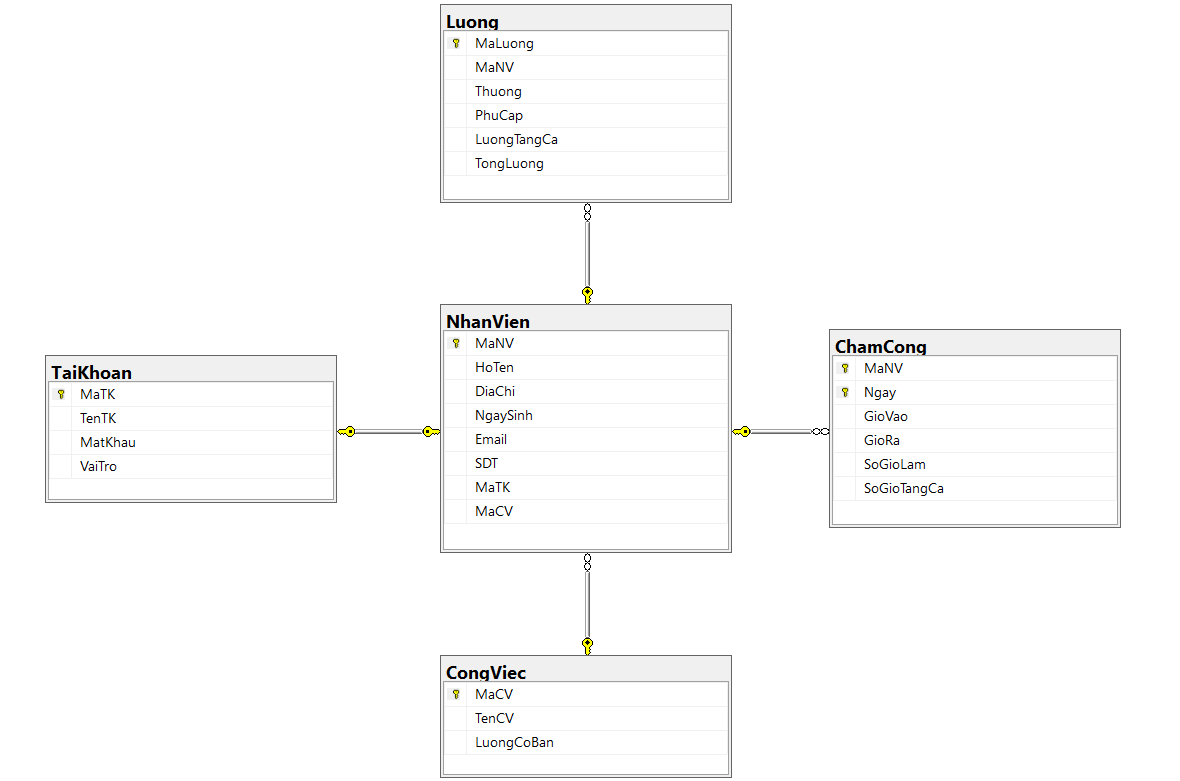 Luong
MaLuong
MaNV
Thuong
PhuCap
LuongTangCa
TongLuong
TaiKhoan
MaTK
TenTK
MatKhau
VaiTro
NhanVien
MaNV
HoTen
DiaChi
NgaySinh
Email
SDT
MaTK
MaCV
ChamCong
MaNV
Ngay
GioVao
GioRa
SoGioLam
SoGioTangCa
CongViec
MaCV
TenCV
LuongCoBan